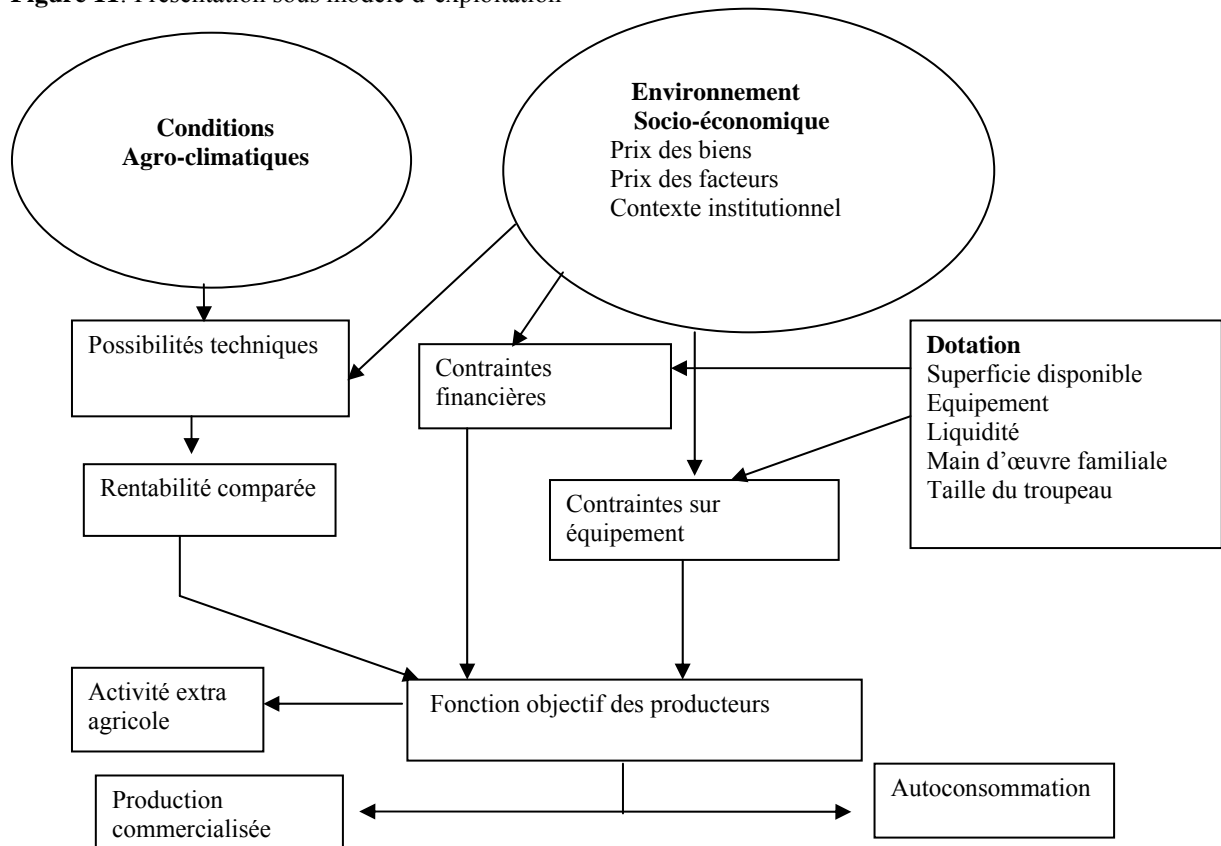 Figure 11. Présentation sous modèle d'exploitation
Conditions
Agro-climatiques
Environnement
Socio-économique
Prix des biens
Prix des facteurs
Contexte institutionnel
Possibilités techniques
Contraintes
financières
Dotation
Superficie disponible
Equipement
Liquidité
Main d'œuvre familiale
Taille du troupeau
Rentabilité comparée
Contraintes sur
équipement
Activité extra
agricole
Fonction objectif des producteurs
Production
commercialisée
Autoconsommation